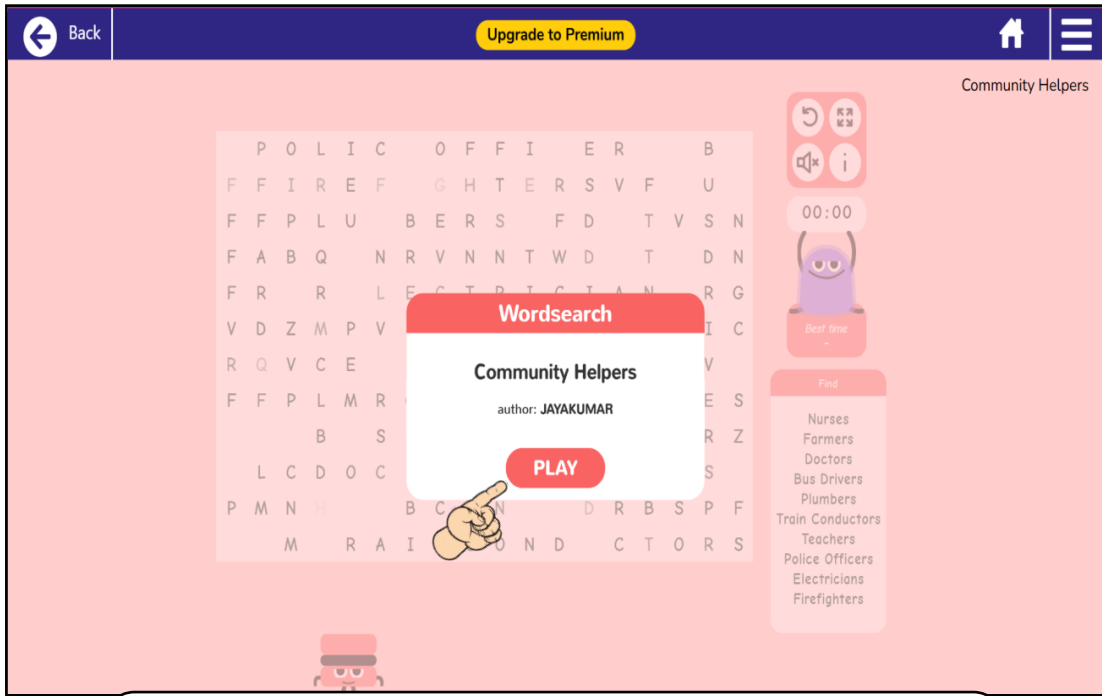 Back
Upgrade to Premium
Community Helpers
P O L I C O F F I E R B
F F I R E F G H T E R S V F U
F F P L U B E R S F D T V S N
F A B Q N R V N N T W D T D N
F R R L E C T R I C I A N R G
V D Z M P V I C
R Q V C E V
F F P L M R E S
B S R Z
L C D O C S
P M N H B C N D R B S P F
M R A I O N D C T O R S
Wordsearch
Community Helpers
author: JAYAKUMAR
PLAY
i
00:00
Best time
-
Find
Nurses
Farmers
Doctors
Bus Drivers
Plumbers
Train Conductors
Teachers
Police Officers
Electricians
Firefighters